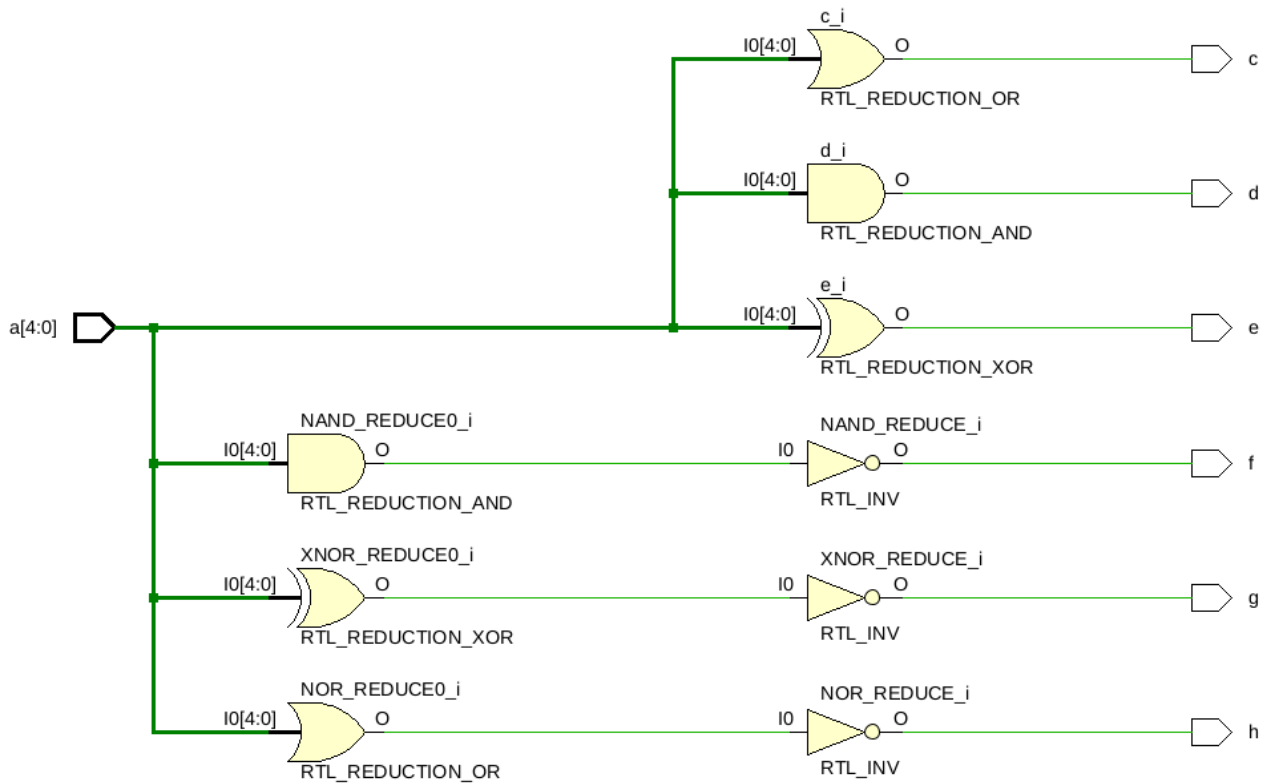 c_i
I0[4:0] O c
RTL_REDUCTION_OR
d_i
I0[4:0] O d
RTL_REDUCTION_AND
e_i
a[4:0] I0[4:0] O e
RTL_REDUCTION_XOR
NAND_REDUCE0_i NAND_REDUCE_i
I0[4:0] O I0 O f
RTL_REDUCTION_AND RTL_INV
XNOR_REDUCE0_i XNOR_REDUCE_i
I0[4:0] O I0 O g
RTL_REDUCTION_XOR RTL_INV
NOR_REDUCE0_i NOR_REDUCE_i
I0[4:0] O I0 O h
RTL_REDUCTION_OR RTL_INV